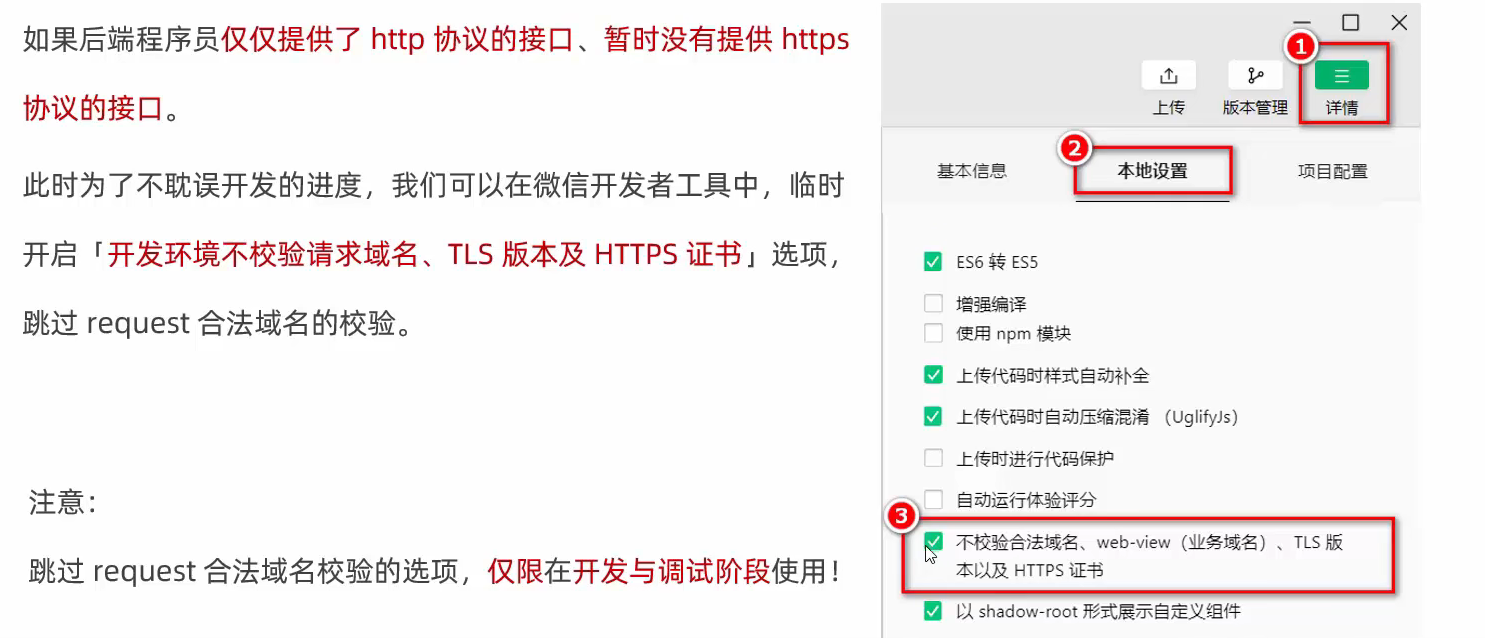 如果后端程序员仅仅提供了 http 协议的接口、暂时没有提供 https
协议的接口。
此时为了不耽误开发的进度，我们可以在微信开发者工具中，临时
开启「开发环境不校验请求域名、TLS 版本及 HTTPS 证书」选项，
跳过 request 合法域名的校验。
注意：
跳过 request 合法域名校验的选项，仅限在开发与调试阶段使用！
1
上传
版本管理
详情
2
基本信息
本地设置
项目配置
ES6 转 ES5
增强编译
使用 npm 模块
上传代码时样式自动补全
上传代码时自动压缩混淆 （UglifyJs）
上传时进行代码保护
自动运行体验评分
3
不校验合法域名、web-view（业务域名）、TLS 版
本以及 HTTPS 证书
以 shadow-root 形式展示自定义组件